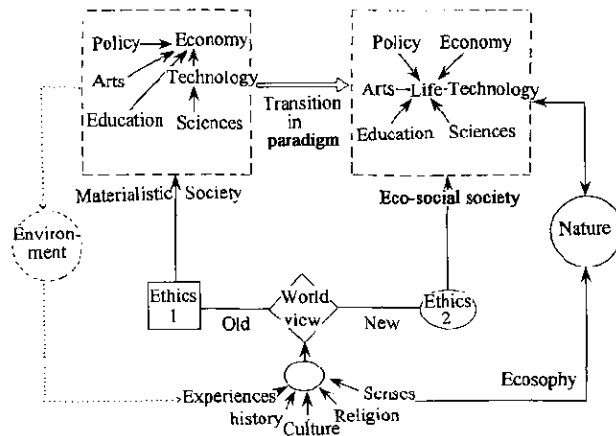 Policy
Economy
Arts
Technology
Education
Sciences
Transition
in
paradigm
Policy
Economy
Arts
Life
Technology
Education
Sciences
Materialistic Society
Eco-social society
Environ-
ment
Nature
Ethics
1
Old
World
view
New
Ethics
2
Experiences
history
Culture
Religion
Senses
Ecosophy